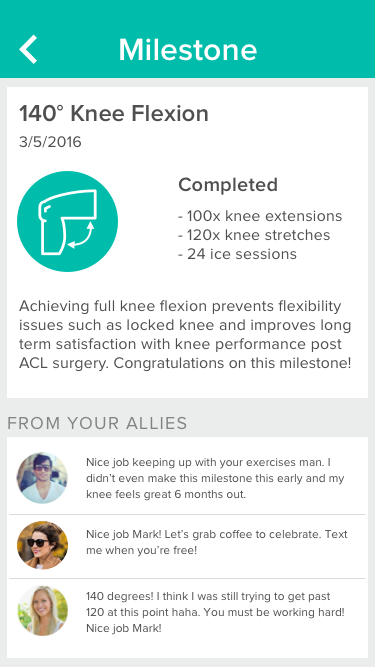 Milestone
140° Knee Flexion
3/5/2016
Completed
- 100x knee extensions
- 120x knee stretches
- 24 ice sessions
Achieving full knee flexion prevents flexibility
issues such as locked knee and improves long
term satisfaction with knee performance post
ACL surgery. Congratulations on this milestone!
FROM YOUR ALLIES
Nice job keeping up with your exercises man. I
didn’t even make this milestone this early and my
knee feels great 6 months out.
Nice job Mark! Let’s grab coffee to celebrate. Text
me when you’re free!
140 degrees! I think I was still trying to get past
120 at this point haha. You must be working hard!
Nice job Mark!